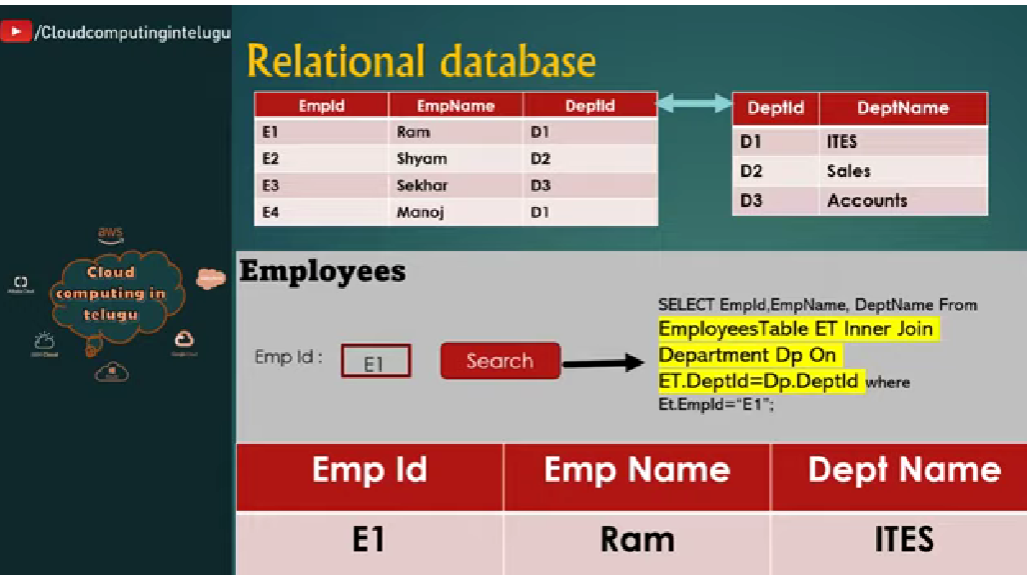 /Cloudcomputingintelugu
Relational database
EmpId EmpName DeptId
E1 Ram D1
E2 Shyam D2
E3 Sekhar D3
E4 Manoj D1
DeptId DeptName
D1 ITES
D2 Sales
D3 Accounts
aws
Cloud
computing in
telugu
Employees
Emp Id : E1 Search
SELECT EmpId,EmpName, DeptName From
EmployeesTable ET Inner Join
Department Dp On
ET.DeptId=Dp.DeptId where
Et.EmpId=“E1”;
Emp Id Emp Name Dept Name
E1 Ram ITES